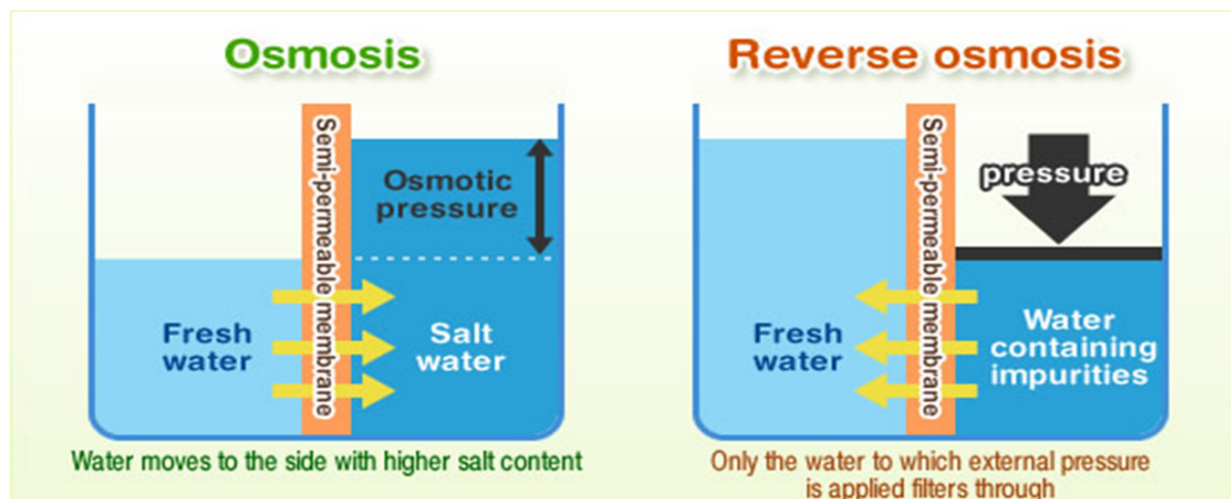 Osmosis
Semi-permeable membrane
Osmotic
pressure
Fresh
water
Salt
water
Water moves to the side with higher salt content
Reverse osmosis
Semi-permeable membrane
pressure
Fresh
water
Water
containing
impurities
Only the water to which external pressure
is applied filters through